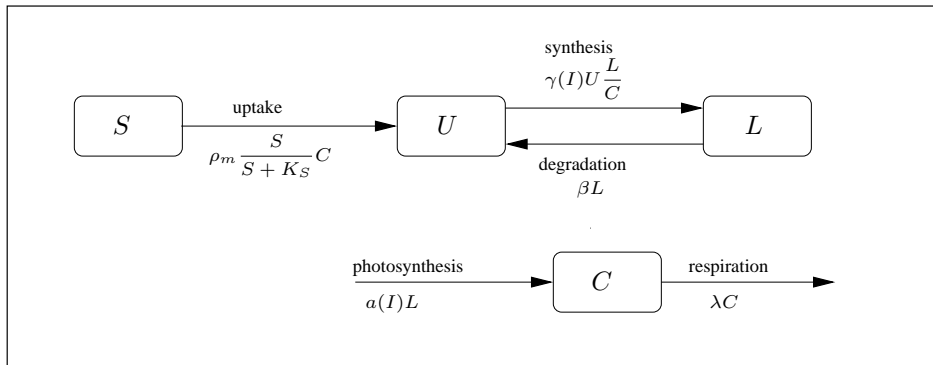 synthesis
γ(I)U L/C
uptake
S
U
L
ρ_m S/(S + K_S) C
degradation
βL
photosynthesis
C
respiration
a(I)L
λC